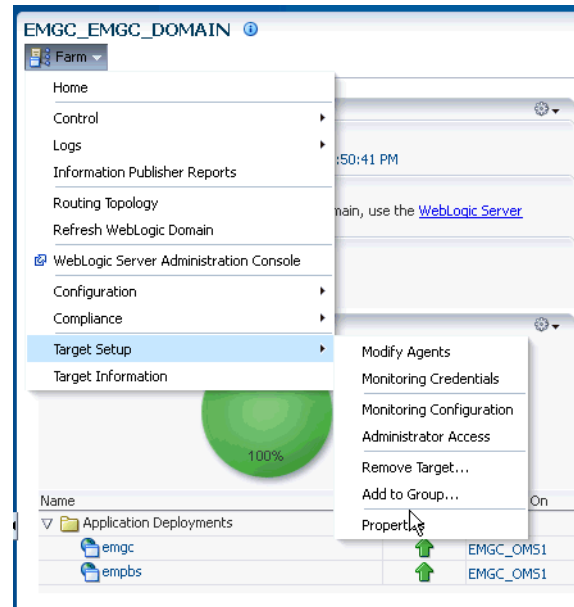 EMGC_EMGC_DOMAIN
Farm
Home
Control
Logs
Information Publisher Reports
:50:41 PM
Routing Topology
main, use the WebLogic Server
Refresh WebLogic Domain
WebLogic Server Administration Console
Configuration
Compliance
Target Setup
Modify Agents
Target Information
Monitoring Credentials
Monitoring Configuration
Administrator Access
100%
Remove Target...
Add to Group...
Name
On
Properties
Application Deployments
emgc
EMGC_OMS1
empbs
EMGC_OMS1